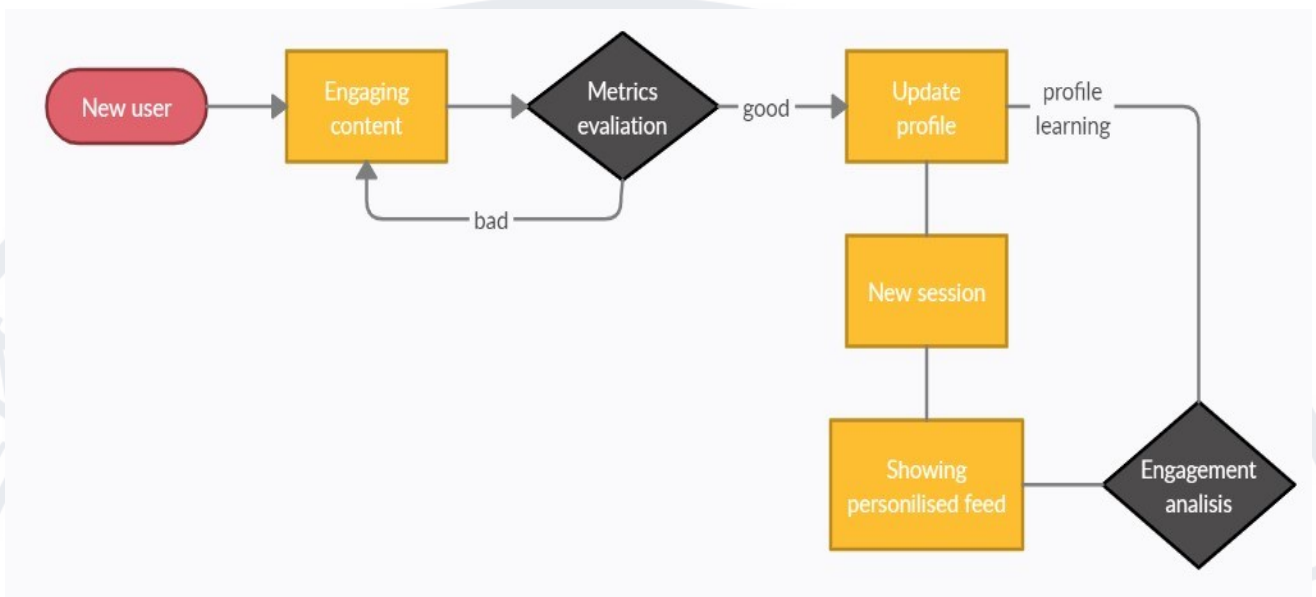 New user
Engaging
content
Metrics
evaliation
good
bad
Update
profile
profile
learning
New session
Showing
personilised feed
Engagement
analisis